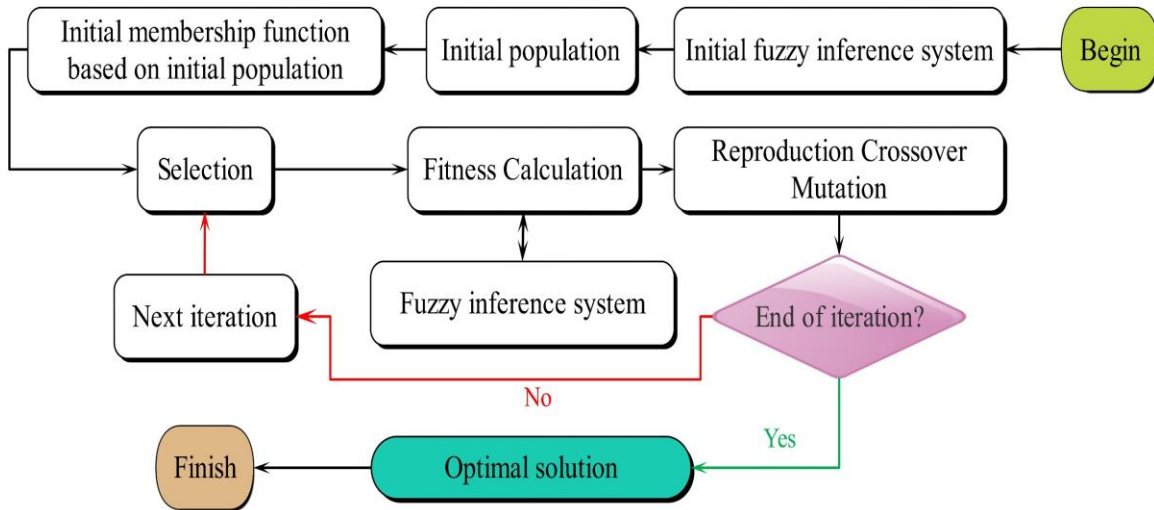 Initial membership function
based on initial population
Initial population
Initial fuzzy inference system
Begin
Selection
Fitness Calculation
Reproduction Crossover
Mutation
Next iteration
Fuzzy inference system
End of iteration?
No
Yes
Finish
Optimal solution